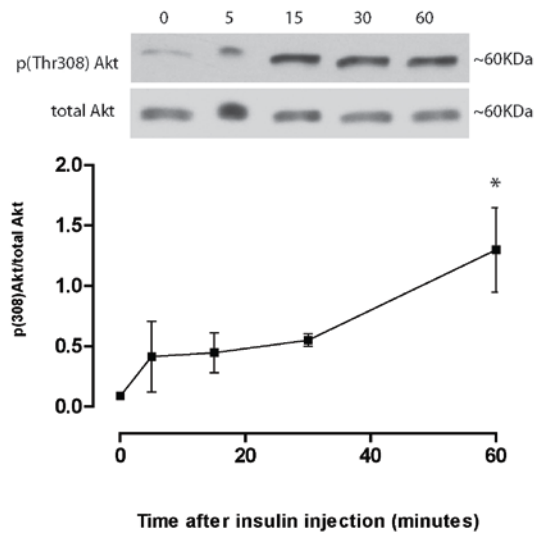 0 5 15 30 60
p(Thr308) Akt ~60KDa
total Akt ~60KDa
2.0
1.5
1.0
0.5
0.0
p(308)Akt/total Akt
*
0 20 40 60
Time after insulin injection (minutes)